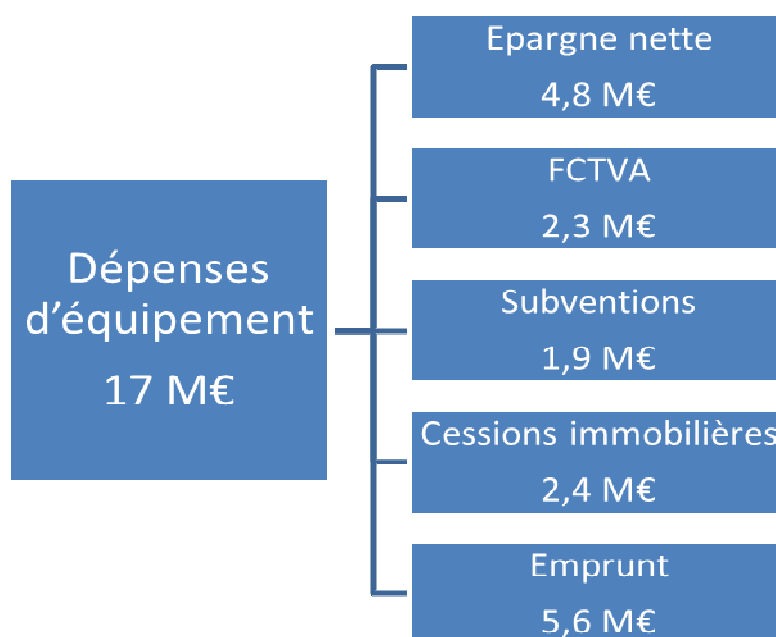 Dépenses
d’équipement
17 M€
Epargne nette
4,8 M€
FCTVA
2,3 M€
Subventions
1,9 M€
Cessions immobilières
2,4 M€
Emprunt
5,6 M€